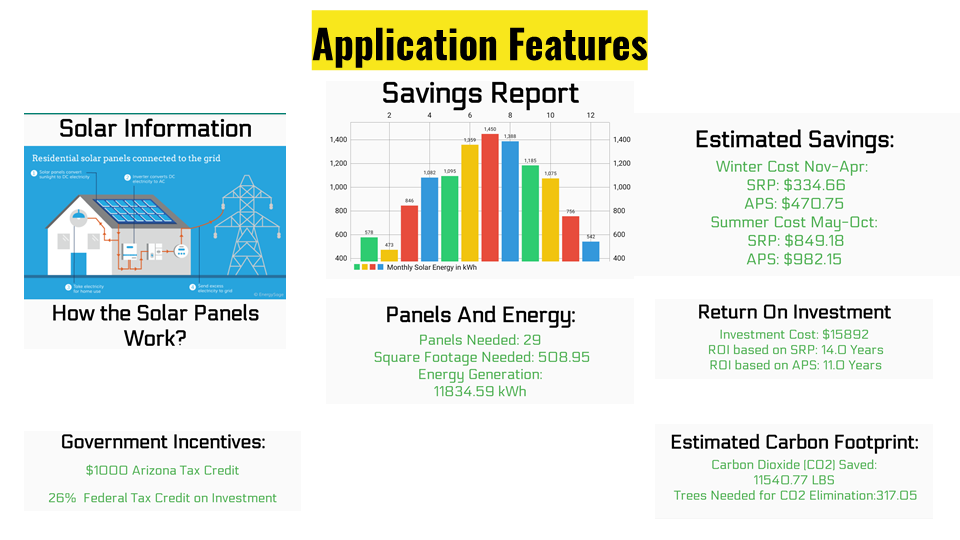 Application Features
Solar Information
Residential solar panels connected to the grid
1 Solar panels convert
sunlight to DC electricity
2 Inverter converts DC
electricity to AC
3 Take electricity
for home use
4 Send excess
electricity to grid
© EnergySage
How the Solar Panels
Work?
Savings Report
2 4 6 8 10 12
1,400 1,400
1,200 1,200
1,000 1,000
800 800
600 600
400 400
578 473 846 1,082 1,095 1,359 1,450 1,388 1,185 1,075 756 542
Monthly Solar Energy in kWh
Estimated Savings:
Winter Cost Nov-Apr:
SRP: $334.66
APS: $470.75
Summer Cost May-Oct:
SRP: $849.18
APS: $982.15
Panels And Energy:
Panels Needed: 29
Square Footage Needed: 508.95
Energy Generation:
11834.59 kWh
Return On Investment
Investment Cost: $15892
ROI based on SRP: 14.0 Years
ROI based on APS: 11.0 Years
Government Incentives:
$1000 Arizona Tax Credit
26% Federal Tax Credit on Investment
Estimated Carbon Footprint:
Carbon Dioxide (CO2) Saved:
11540.77 LBS
Trees Needed for CO2 Elimination:317.05